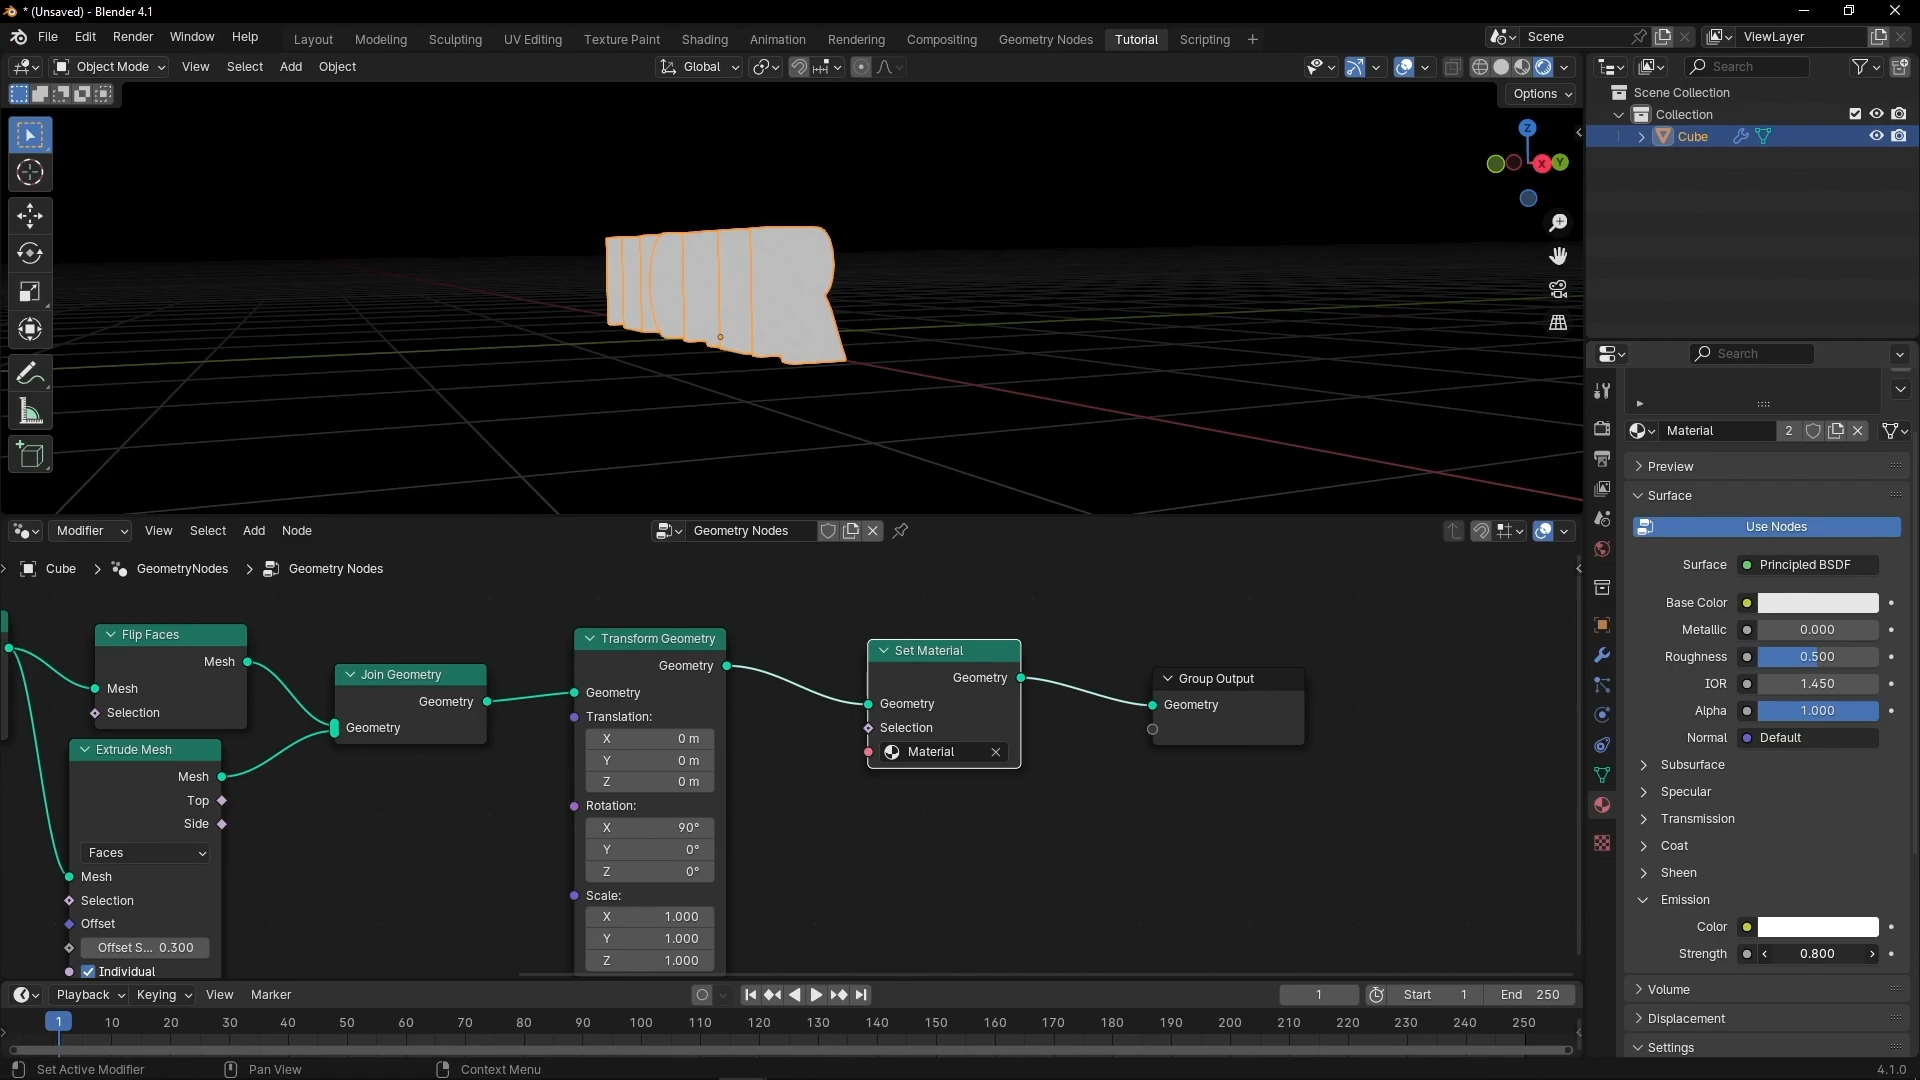 * (Unsaved) - Blender 4.1
File Edit Render Window Help Layout Modeling Sculpting UV Editing Texture Paint Shading Animation Rendering Compositing Geometry Nodes Tutorial Scripting + Scene ViewLayer
Object Mode View Select Add Object Global Search
Options
Scene Collection
Collection
Cube
Z
X Y
Search
Material 2
Preview
Surface
Use Nodes
Surface Principled BSDF
Base Color
Metallic 0.000
Roughness 0.500
IOR 1.450
Alpha 1.000
Normal Default
Subsurface
Specular
Transmission
Coat
Sheen
Emission
Color
Strength 0.800
Volume
Displacement
Settings
Modifier View Select Add Node Geometry Nodes
Cube > GeometryNodes > Geometry Nodes
Flip Faces
Mesh
Mesh
Selection
Extrude Mesh
Mesh
Top
Side
Faces
Mesh
Selection
Offset
Offset S... 0.300
Individual
Join Geometry
Geometry
Geometry
Transform Geometry
Geometry
Geometry
Translation:
X 0 m
Y 0 m
Z 0 m
Rotation:
X 90°
Y 0°
Z 0°
Scale:
X 1.000
Y 1.000
Z 1.000
Set Material
Geometry
Geometry
Selection
Material
Group Output
Geometry
Playback Keying View Marker 1 Start 1 End 250
1 10 20 30 40 50 60 70 80 90 100 110 120 130 140 150 160 170 180 190 200 210 220 230 240 250
Set Active Modifier Pan View Context Menu 4.1.0